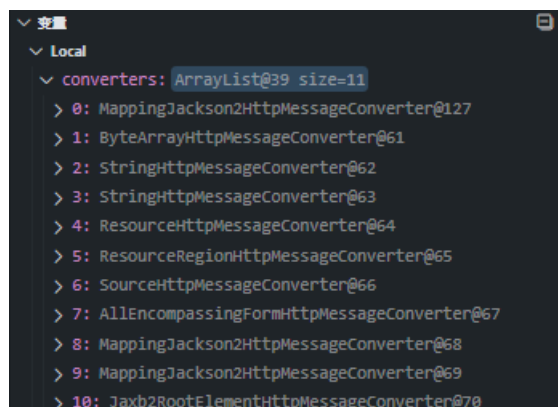 变量
Local
converters: ArrayList@39 size=11
0: MappingJackson2HttpMessageConverter@127
1: ByteArrayHttpMessageConverter@61
2: StringHttpMessageConverter@62
3: StringHttpMessageConverter@63
4: ResourceHttpMessageConverter@64
5: ResourceRegionHttpMessageConverter@65
6: SourceHttpMessageConverter@66
7: AllEncompassingFormHttpMessageConverter@67
8: MappingJackson2HttpMessageConverter@68
9: MappingJackson2HttpMessageConverter@69
10: Jaxb2RootElementHttpMessageConverter@70